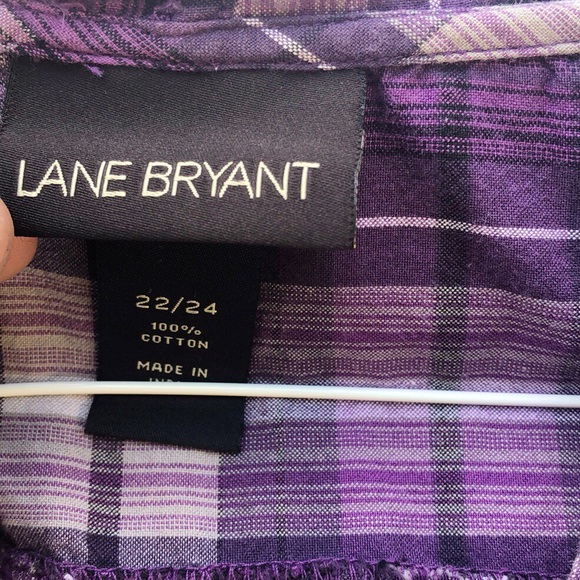 LANE BRYANT
22/24
100%
COTTON
MADE IN